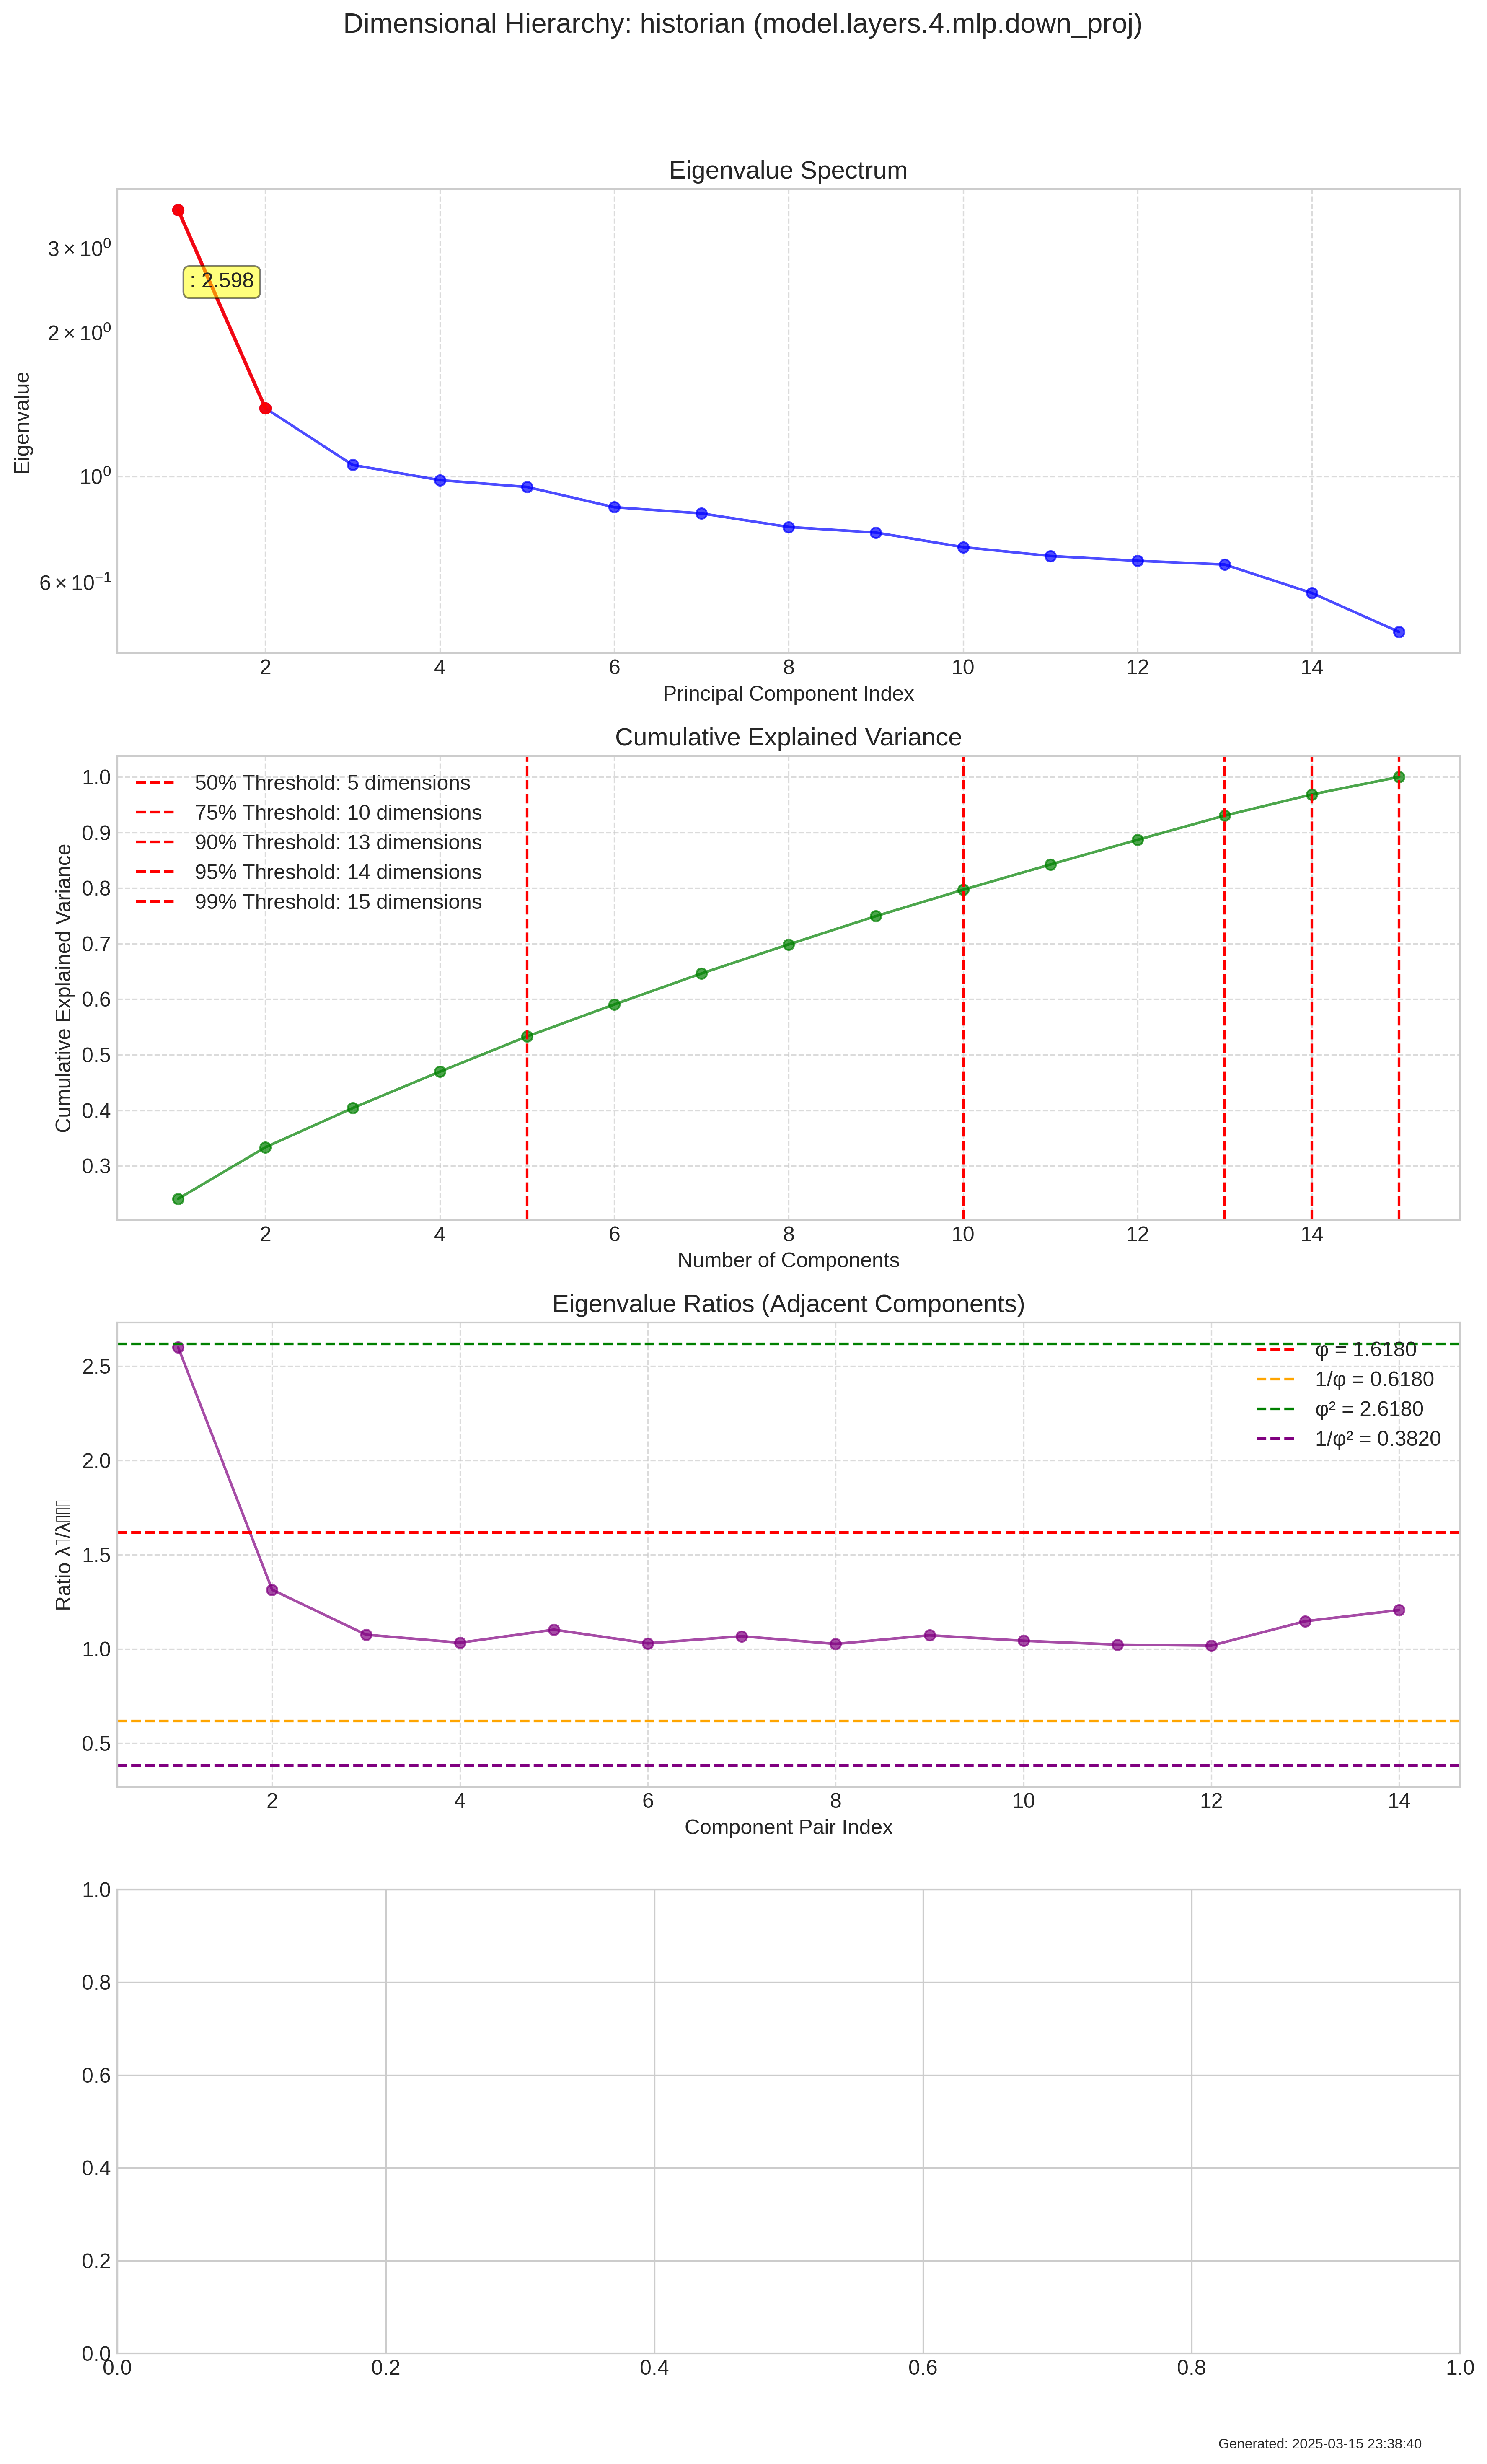 Dimensional Hierarchy: historian (model.layers.4.mlp.down_proj)
Eigenvalue Spectrum
3 × 10⁰
2 × 10⁰
10⁰
6 × 10⁻¹
Eigenvalue
: 2.598
2 4 6 8 10 12 14
Principal Component Index
Cumulative Explained Variance
1.0
0.9
0.8
0.7
0.6
0.5
0.4
0.3
Cumulative Explained Variance
50% Threshold: 5 dimensions
75% Threshold: 10 dimensions
90% Threshold: 13 dimensions
95% Threshold: 14 dimensions
99% Threshold: 15 dimensions
2 4 6 8 10 12 14
Number of Components
Eigenvalue Ratios (Adjacent Components)
2.5
2.0
1.5
1.0
0.5
Ratio λ▯/λ▯▯▯
φ = 1.6180
1/φ = 0.6180
φ² = 2.6180
1/φ² = 0.3820
2 4 6 8 10 12 14
Component Pair Index
1.0
0.8
0.6
0.4
0.2
0.0
0.0 0.2 0.4 0.6 0.8 1.0
Generated: 2025-03-15 23:38:40